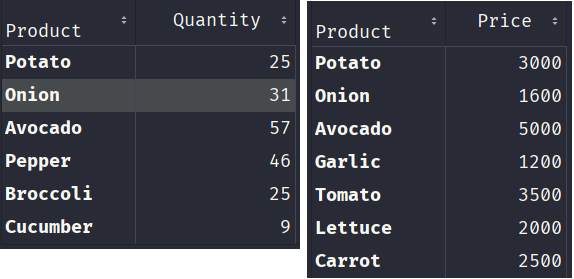 Product Quantity
Potato 25
Onion 31
Avocado 57
Pepper 46
Broccoli 25
Cucumber 9
Product Price
Potato 3000
Onion 1600
Avocado 5000
Garlic 1200
Tomato 3500
Lettuce 2000
Carrot 2500